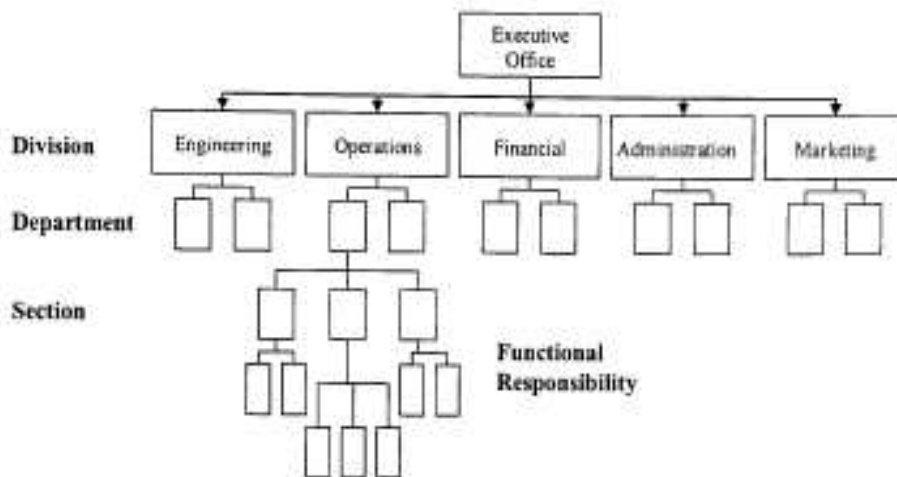 Executive
Office
Division
Engineering
Operations
Financial
Administration
Marketing
Department
Section
Functional
Responsibility